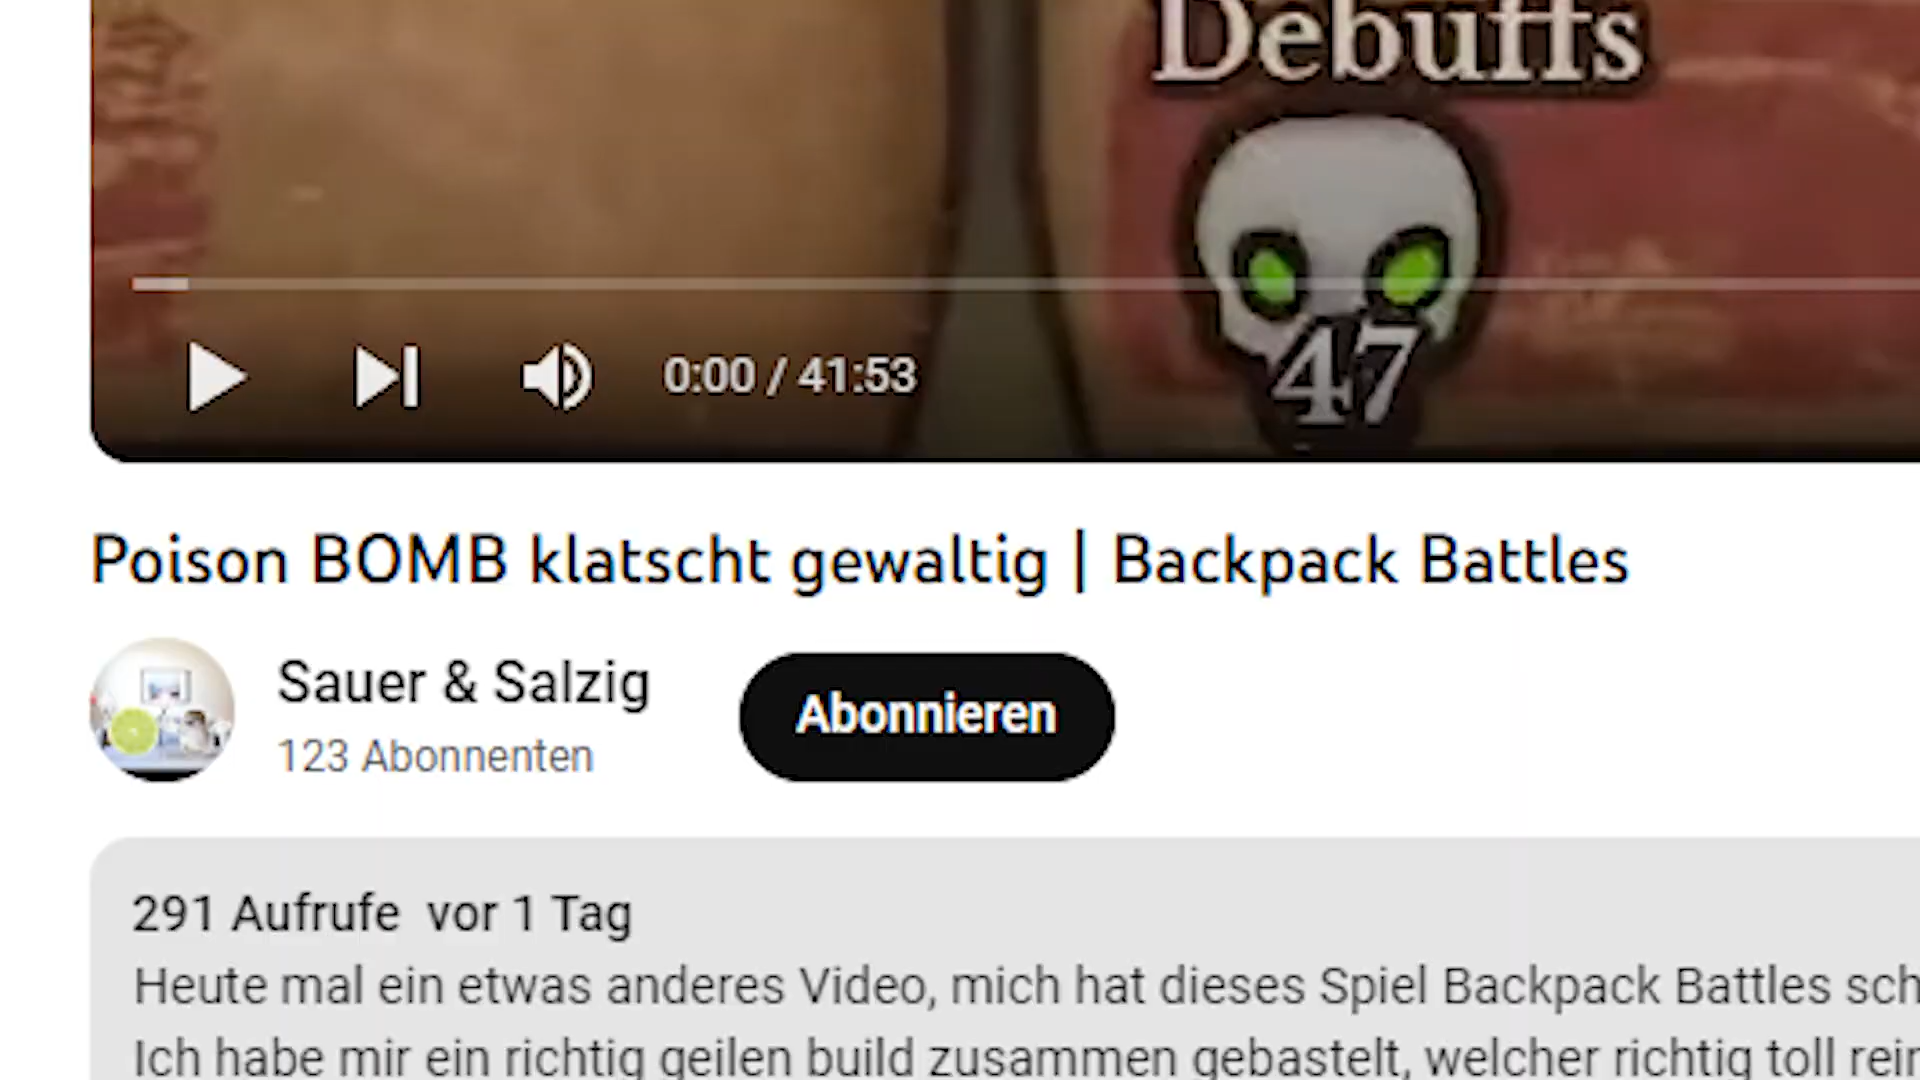 Debuffs
47
0:00 / 41:53
Poison BOMB klatscht gewaltig | Backpack Battles
Sauer & Salzig
Abonnieren
123 Abonnenten
291 Aufrufe vor 1 Tag
Heute mal ein etwas anderes Video, mich hat dieses Spiel Backpack Battles sch
Ich habe mir ein richtig geilen build zusammen gebastelt, welcher richtig toll rein